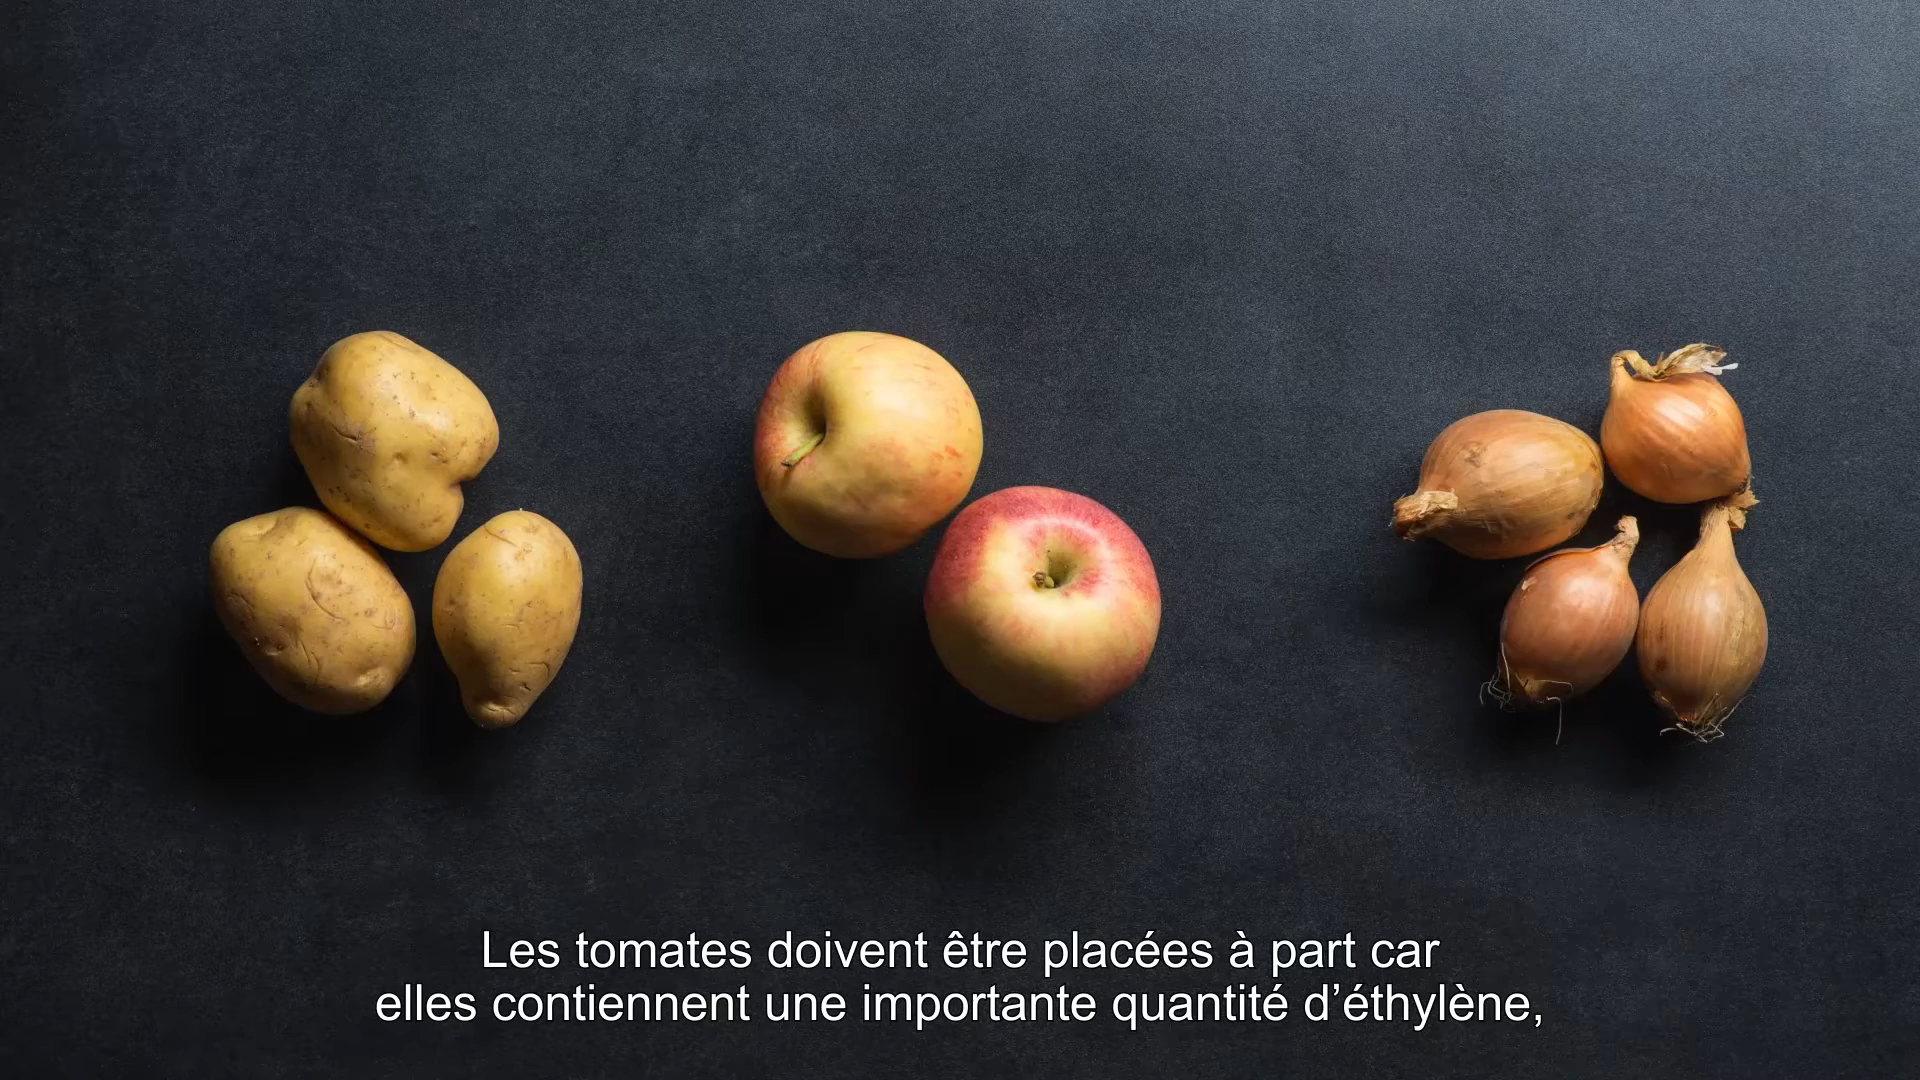 Les tomates doivent être placées à part car
elles contiennent une importante quantité d’éthylène,